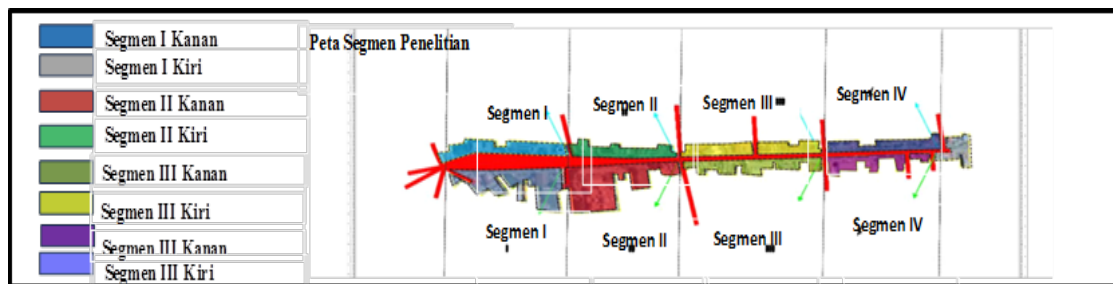 Segmen I Kanan
Segmen I Kiri
Segmen II Kanan
Segmen II Kiri
Segmen III Kanan
Segmen III Kiri
Segmen III Kanan
Segmen III Kiri
Peta Segmen Penelitian
Segmen I
Segmen II
Segmen III
Segmen IV
Segmen I
Segmen II
Segmen III
Segmen IV